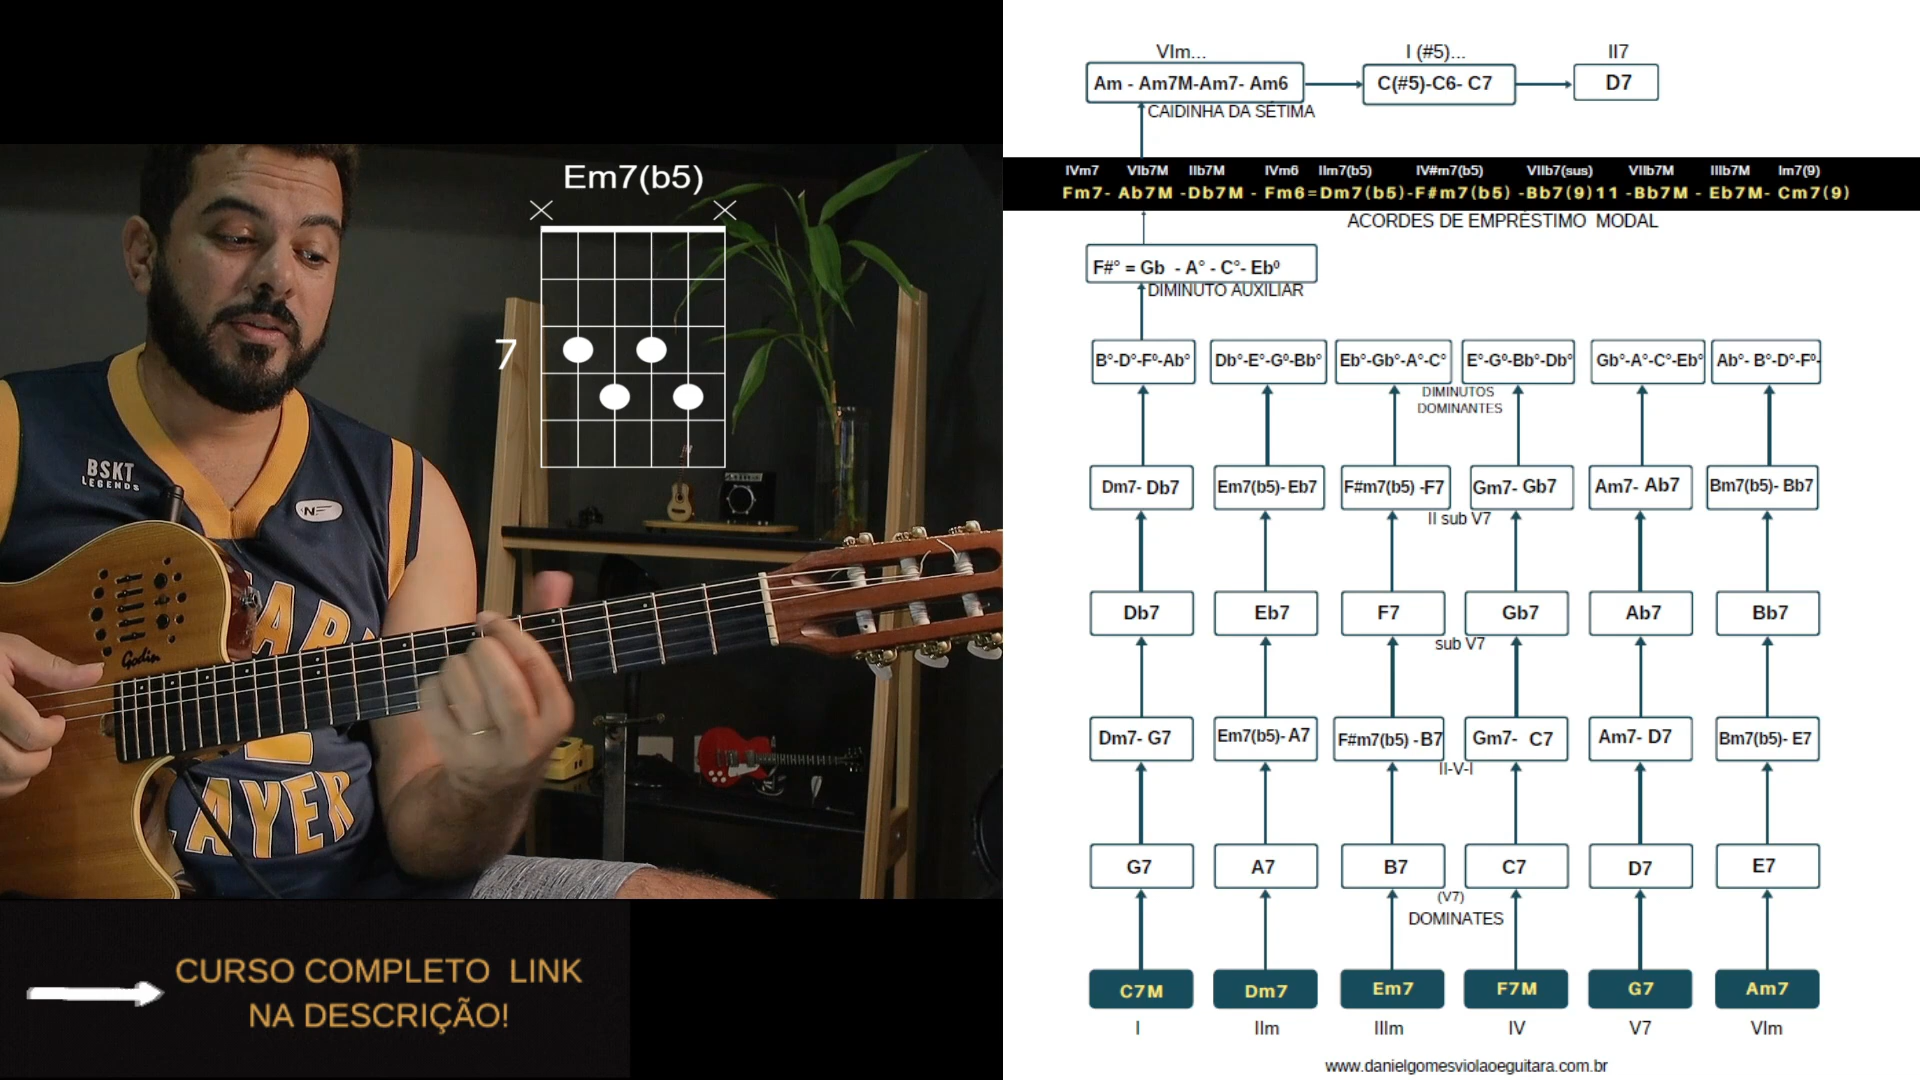 Em7(b5)
7
BSKT
LEGENDS
N
Godin
AYER
CURSO COMPLETO LINK
NA DESCRIÇÃO!
VIm... I (#5)... II7
Am - Am7M-Am7- Am6 C(#5)-C6- C7 D7
CAIDINHA DA SÉTIMA
IVm7 VIb7M IIb7M IVm6 IIm7(b5) IV#m7(b5) VIIb7(sus) VIIb7M IIIb7M Im7(9)
Fm7- Ab7M -Db7M - Fm6=Dm7(b5)-F#m7(b5) -Bb7(9)11 -Bb7M - Eb7M- Cm7(9)
ACORDES DE EMPRÉSTIMO MODAL
F#° = Gb - A° - C°- Ebº
DIMINUTO AUXILIAR
B°-D°-Fº-Ab° Db°-E°-Gº-Bb° Eb°-Gb°-A°-C° E°-Gº-Bb°-Db° Gb°-A°-C°-Eb° Ab°- B°-D°-Fº-
DIMINUTOS
DOMINANTES
Dm7- Db7 Em7(b5)- Eb7 F#m7(b5) -F7 Gm7- Gb7 Am7- Ab7 Bm7(b5)- Bb7
II sub V7
Db7 Eb7 F7 Gb7 Ab7 Bb7
sub V7
Dm7- G7 Em7(b5)- A7 F#m7(b5) -B7 Gm7- C7 Am7- D7 Bm7(b5)- E7
II-V-I
G7 A7 B7 C7 D7 E7
(V7)
DOMINATES
C7M Dm7 Em7 F7M G7 Am7
I IIm IIIm IV V7 VIm
www.danielgomesviolaoeguitara.com.br